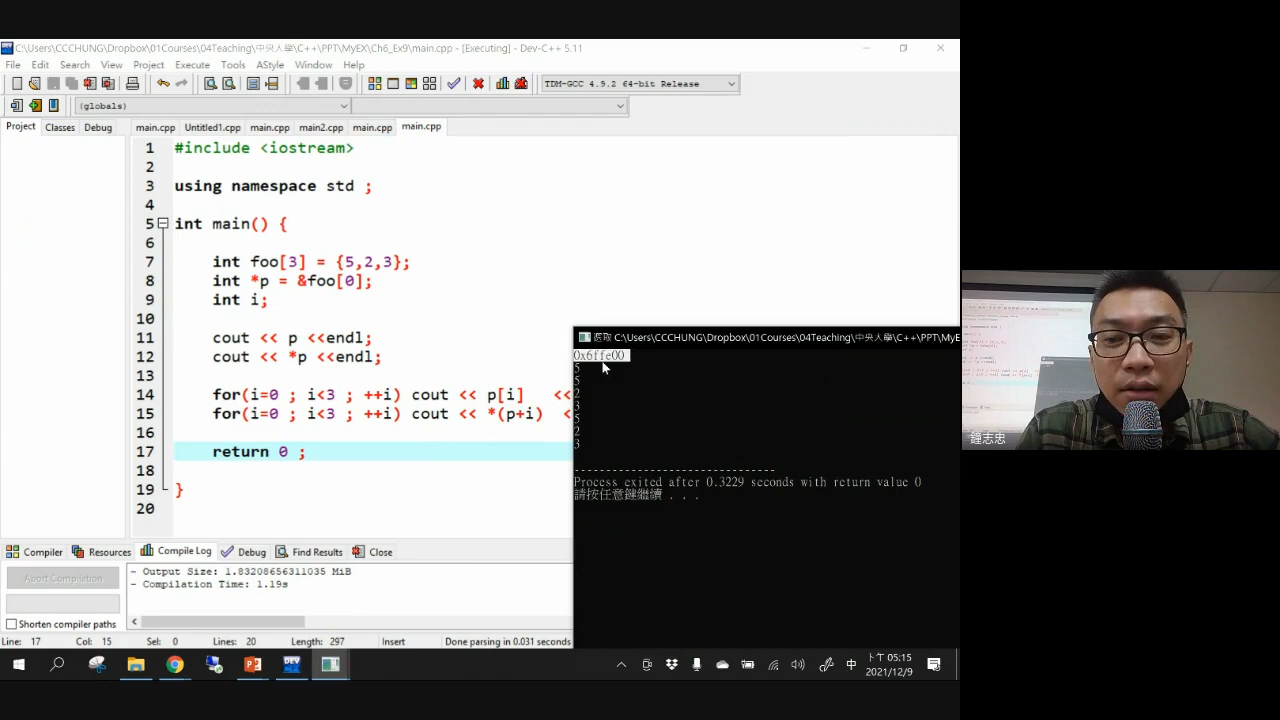 C:\Users\CCCHUNG\Dropbox\01Courses\04Teaching\中央人學\C++\PPT\MyEX\Ch6_Ex9\main.cpp - [Executing] - Dev-C++ 5.11
File Edit Search View Project Execute Tools AStyle Window Help
TDM-GCC 4.9.2 64-bit Release
(globals)
Project Classes Debug
main.cpp Untitled1.cpp main.cpp main2.cpp main.cpp main.cpp
1 #include <iostream>
2
3 using namespace std ;
4
5 int main() {
6
7 int foo[3] = {5,2,3};
8 int *p = &foo[0];
9 int i;
10
11 cout << p <<endl;
12 cout << *p <<endl;
13
14 for(i=0 ; i<3 ; ++i) cout << p[i] <<
15 for(i=0 ; i<3 ; ++i) cout << *(p+i) <
16
17 return 0 ;
18
19 }
20
選取 C:\Users\CCCHUNG\Dropbox\01Courses\04Teaching\中央人學\C++\PPT\MyE
0x6ffe00
5
5
2
3
5
2
3
--------------------------------
Process exited after 0.3229 seconds with return value 0
請按任意鍵繼續 . . .
鐘志忠
Compiler Resources Compile Log Debug Find Results Close
Abort Compilation
Shorten compiler paths
- Output Size: 1.83208656311035 MiB
- Compilation Time: 1.19s
Line: 17 Col: 15 Sel: 0 Lines: 20 Length: 297 Insert Done parsing in 0.031 seconds
DEV
中
下午 05:15
2021/12/9